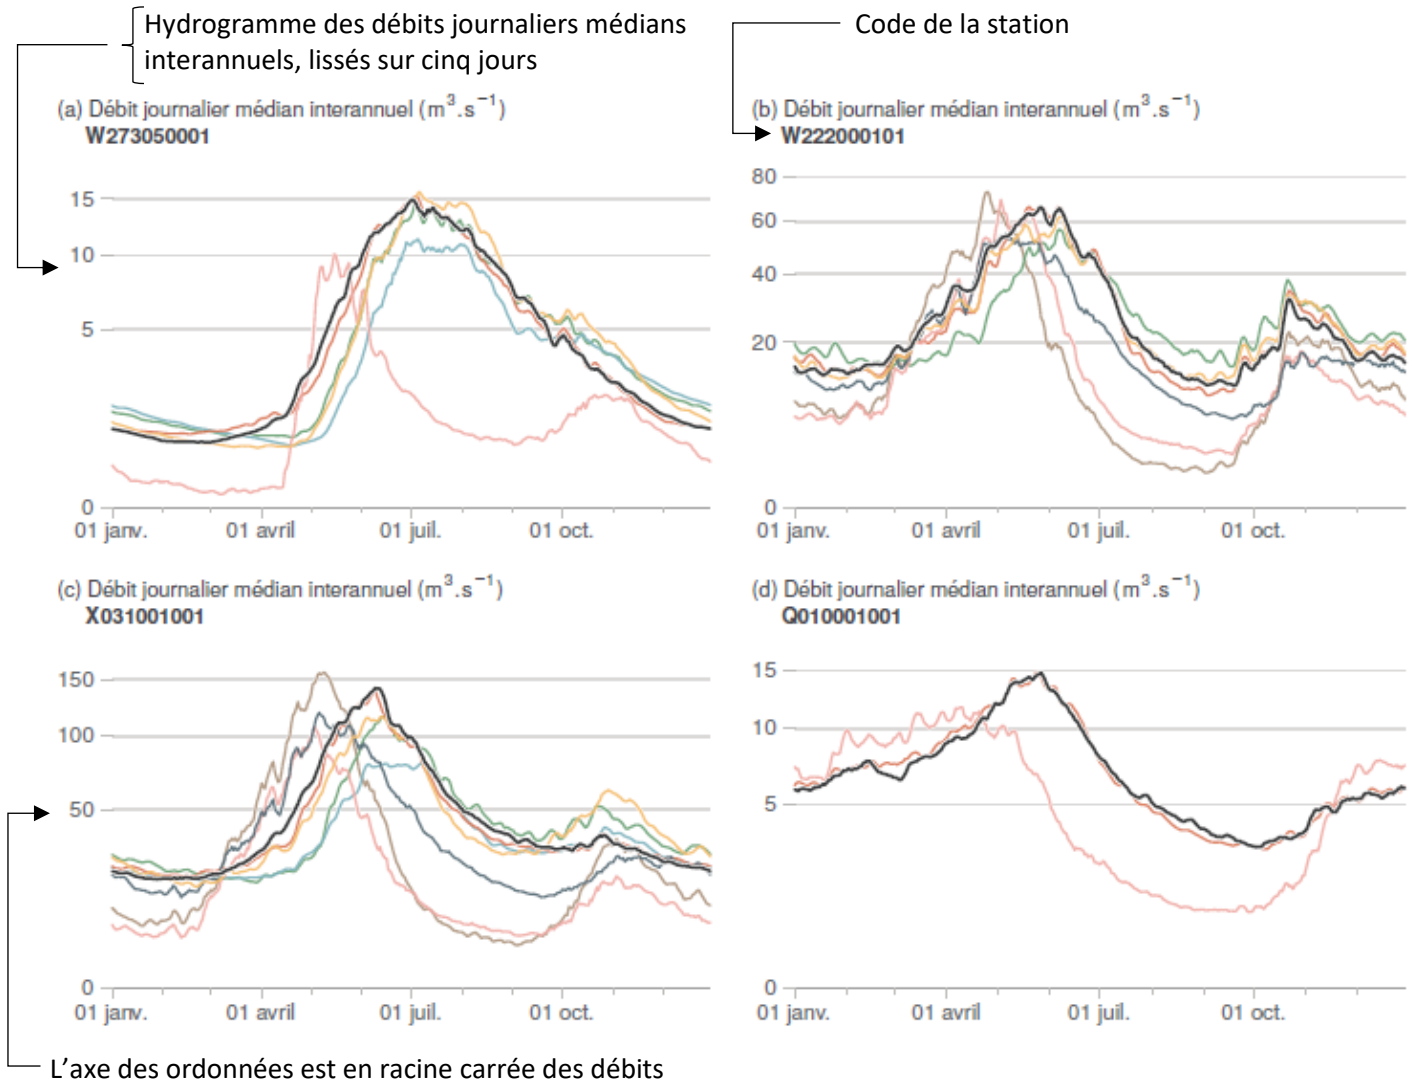 Hydrogramme des débits journaliers médians
interannuels, lissés sur cinq jours
Code de la station
(a) Débit journalier médian interannuel (m³.s⁻¹)
W273050001
15
10
5
0
01 janv. 01 avril 01 juil. 01 oct.
(b) Débit journalier médian interannuel (m³.s⁻¹)
W222000101
80
60
40
20
0
01 janv. 01 avril 01 juil. 01 oct.
(c) Débit journalier médian interannuel (m³.s⁻¹)
X031001001
150
100
50
0
01 janv. 01 avril 01 juil. 01 oct.
(d) Débit journalier médian interannuel (m³.s⁻¹)
Q010001001
15
10
5
0
01 janv. 01 avril 01 juil. 01 oct.
L’axe des ordonnées est en racine carrée des débits